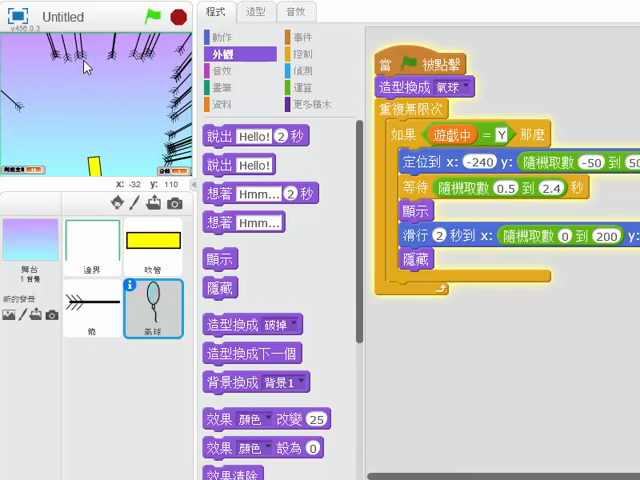 Untitled
v456.0.3
程式 造型 音效
動作 事件
外觀 控制
音效 偵測
畫筆 運算
資料 更多積木
說出 Hello! 2 秒
說出 Hello!
想著 Hmm... 2 秒
想著 Hmm...
顯示
隱藏
造型換成 破掉
造型換成下一個
背景換成 背景1
效果 顏色 改變 25
效果 顏色 設為 0
效果清除
當 被點擊
造型換成 氣球
重複無限次
如果 遊戲中 = Y 那麼
定位到 x: -240 y: 隨機取數 -50 到 50
等待 隨機取數 0.5 到 2.4 秒
顯示
滑行 2 秒到 x: 隨機取數 0 到 200 y:
隱藏
x: -32 y: 110
舞台
1 背景
新的背景
邊界
吹管
箭
氣球